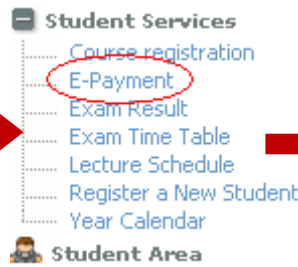 Student Services
Course registration
E-Payment
Exam Result
Exam Time Table
Lecture Schedule
Register a New Student
Year Calendar
Student Area